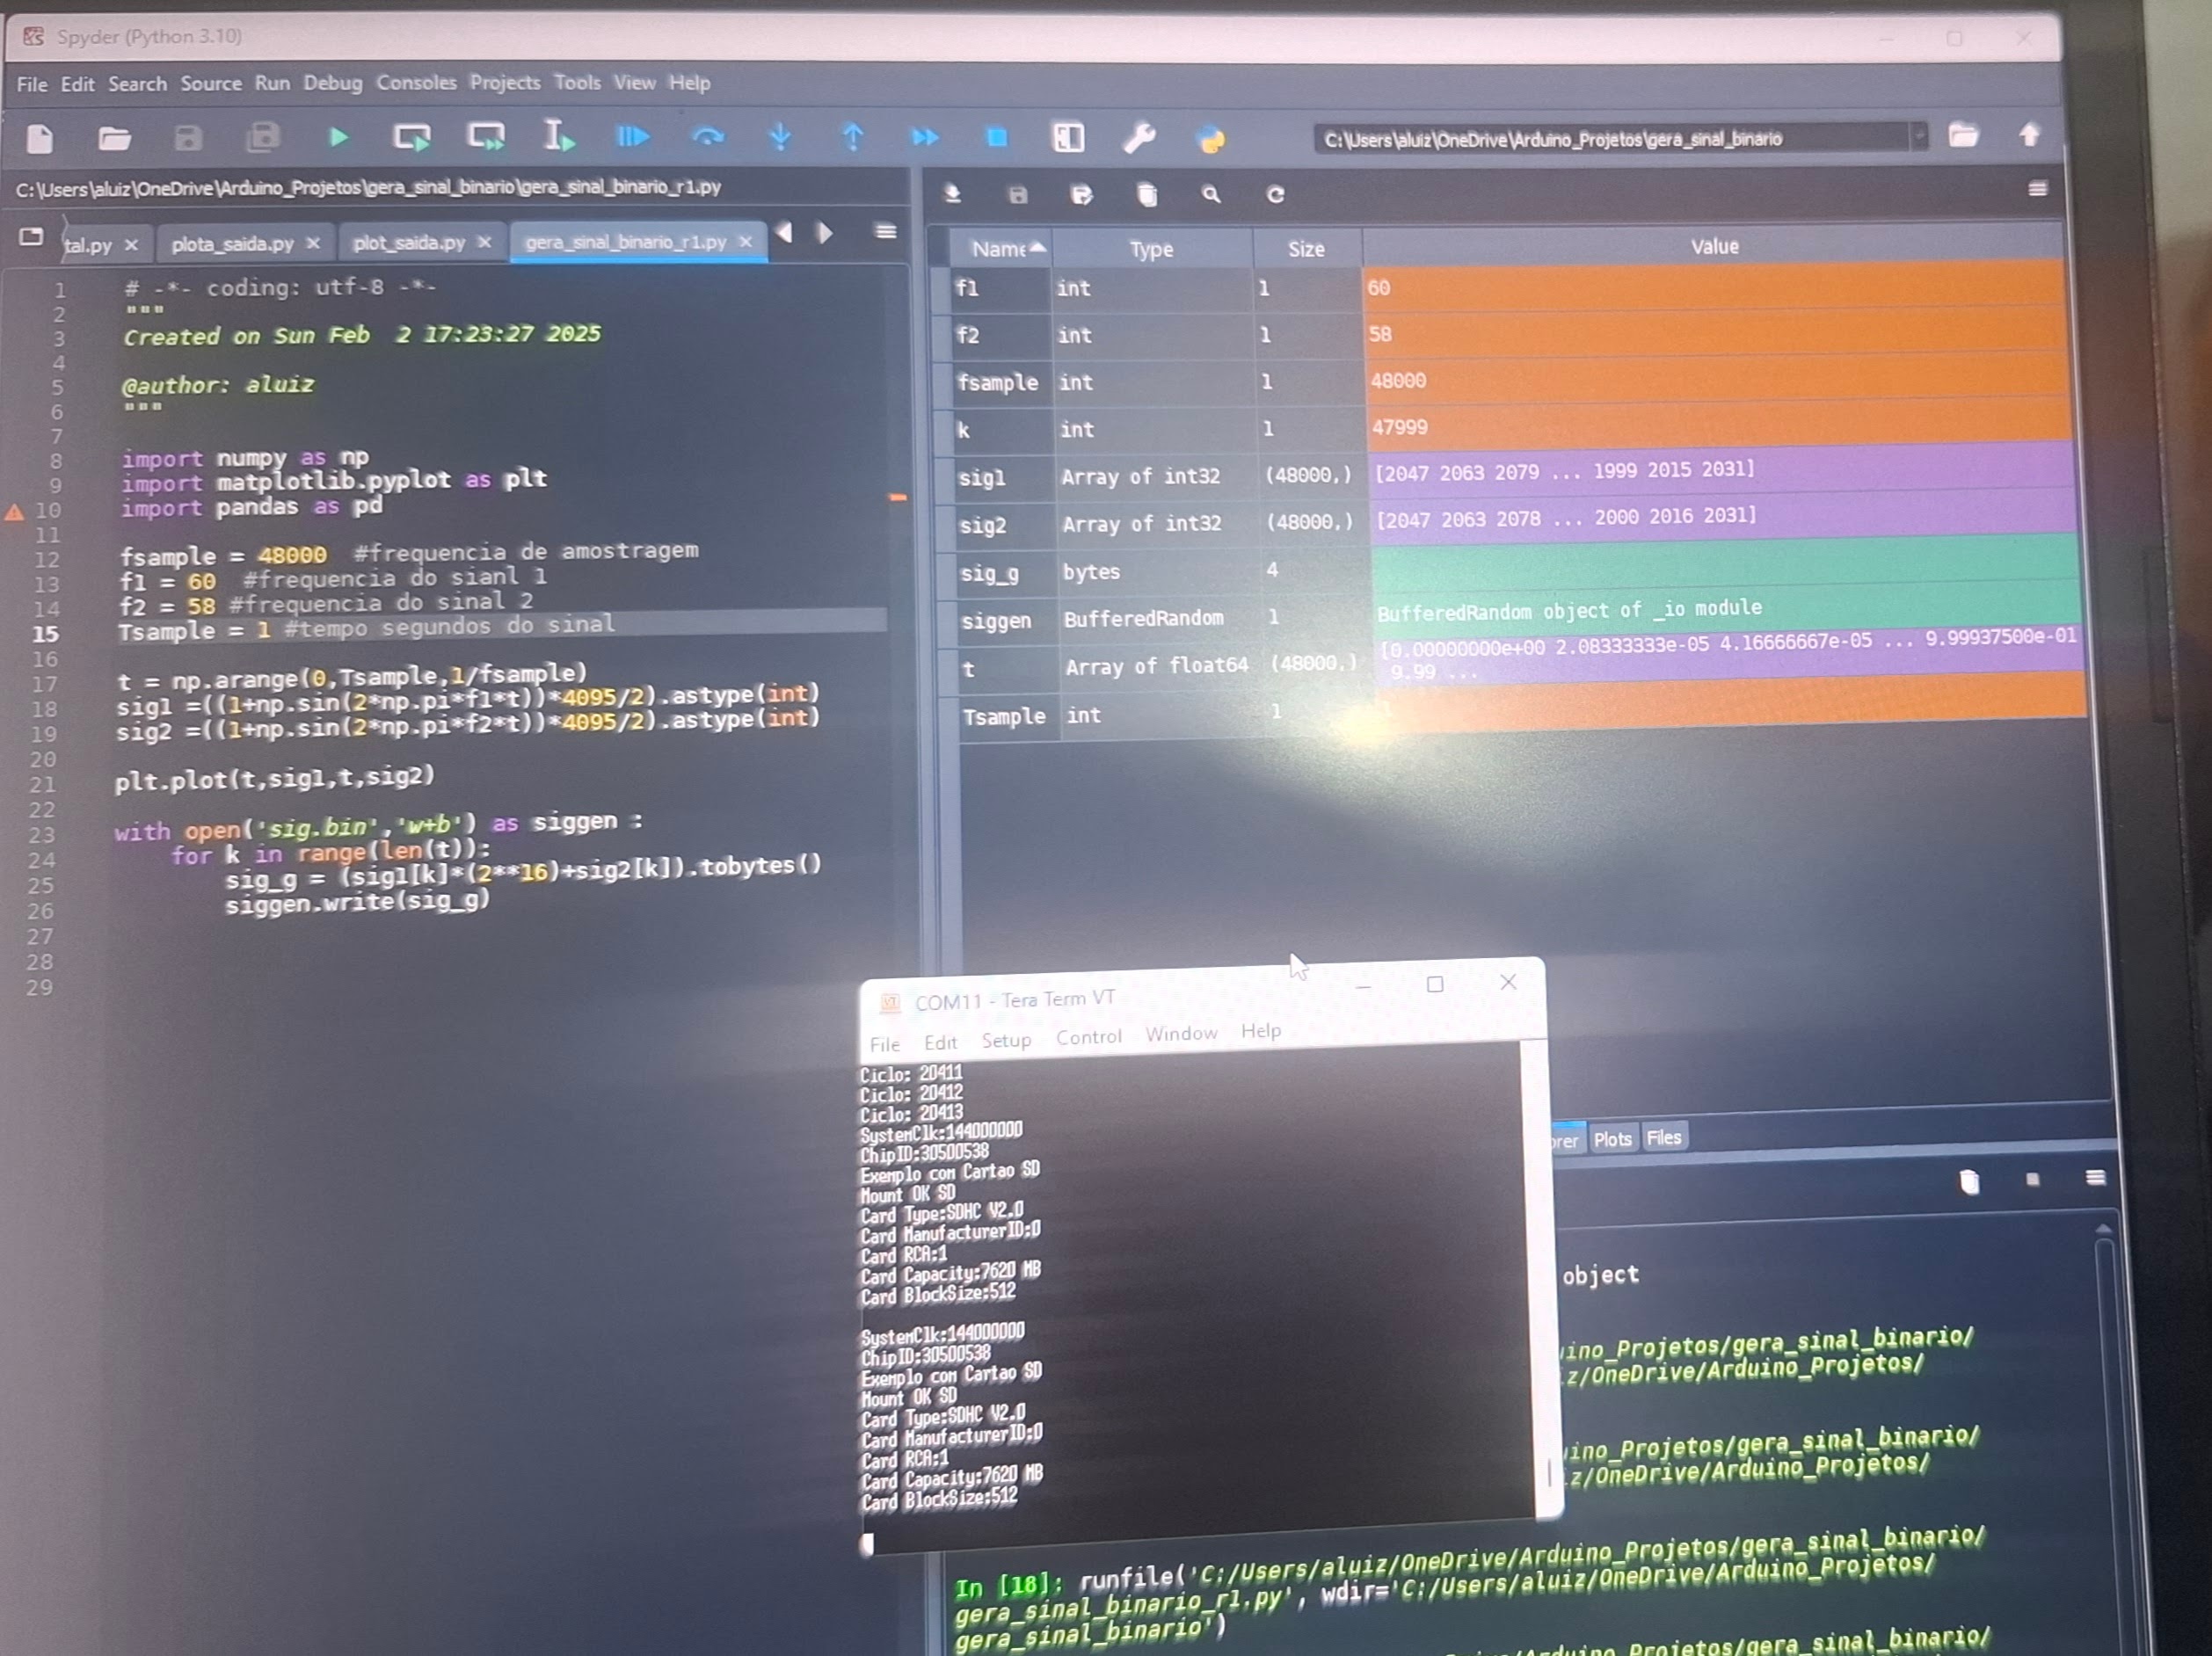 Spyder (Python 3.10)
File Edit Search Source Run Debug Consoles Projects Tools View Help
C:\Users\aluiz\OneDrive\Arduino_Projetos\gera_sinal_binario
C:\Users\aluiz\OneDrive\Arduino_Projetos\gera_sinal_binario\gera_sinal_binario_r1.py
tal.py plota_saida.py plot_saida.py gera_sinal_binario_r1.py
1 # -*- coding: utf-8 -*-
2 """
3 Created on Sun Feb  2 17:23:27 2025
4
5 @author: aluiz
6 """
7
8 import numpy as np
9 import matplotlib.pyplot as plt
10 import pandas as pd
11
12 fsample = 48000  #frequencia de amostragem
13 f1 = 60  #frequencia do sianl 1
14 f2 = 58 #frequencia do sinal 2
15 Tsample = 1 #tempo segundos do sinal
16
17 t = np.arange(0,Tsample,1/fsample)
18 sig1 =((1+np.sin(2*np.pi*f1*t))*4095/2).astype(int)
19 sig2 =((1+np.sin(2*np.pi*f2*t))*4095/2).astype(int)
20
21 plt.plot(t,sig1,t,sig2)
22
23 with open('sig.bin','w+b') as siggen :
24     for k in range(len(t)):
25         sig_g = (sig1[k]*(2**16)+sig2[k]).tobytes()
26         siggen.write(sig_g)
27
28
29
Name Type Size Value
f1 int 1 60
f2 int 1 58
fsample int 1 48000
k int 1 47999
sig1 Array of int32 (48000,) [2047 2063 2079 ... 1999 2015 2031]
sig2 Array of int32 (48000,) [2047 2063 2078 ... 2000 2016 2031]
sig_g bytes 4
siggen BufferedRandom 1 BufferedRandom object of _io module
t Array of float64 (48000,) [0.00000000e+00 2.08333333e-05 4.16666667e-05 ... 9.99937500e-01
9.99 ...
Tsample int 1
COM11 - Tera Term VT
File Edit Setup Control Window Help
Ciclo: 20411
Ciclo: 20412
Ciclo: 20413
SystemClk:144000000
ChipID:30500538
Exemplo com Cartao SD
Mount OK SD
Card Type:SDHC V2.0
Card ManufacturerID:0
Card RCA:1
Card Capacity:7620 MB
Card BlockSize:512
SystemClk:144000000
ChipID:30500538
Exemplo com Cartao SD
Mount OK SD
Card Type:SDHC V2.0
Card ManufacturerID:0
Card RCA:1
Card Capacity:7620 MB
Card BlockSize:512
rer Plots Files
object
ino_Projetos/gera_sinal_binario/
z/OneDrive/Arduino_Projetos/
ino_Projetos/gera_sinal_binario/
z/OneDrive/Arduino_Projetos/
In [18]: runfile('C:/Users/aluiz/OneDrive/Arduino_Projetos/gera_sinal_binario/
gera_sinal_binario_r1.py', wdir='C:/Users/aluiz/OneDrive/Arduino_Projetos/
gera_sinal_binario')
Projetos/gera_sinal_binario/